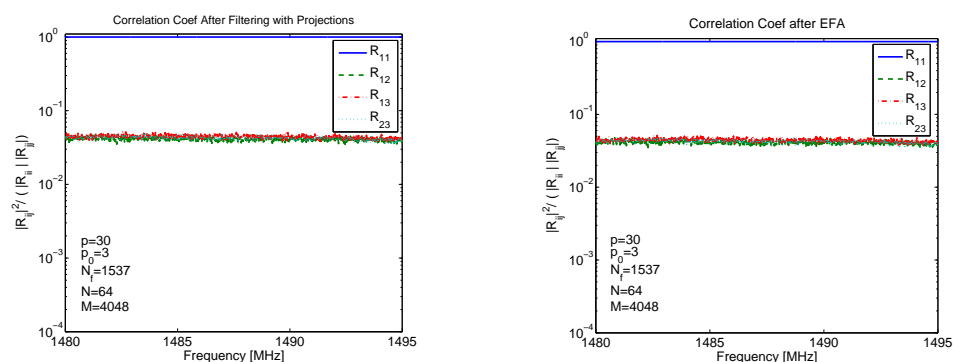 Correlation Coef After Filtering with Projections
10^0
10^-1
10^-2
10^-3
10^-4
|R_ij|^2/ ( |R_ii | |R_jj|)
R_11
R_12
R_13
R_23
p=30
p_0=3
N_f=1537
N=64
M=4048
1480
1485
1490
1495
Frequency [MHz]
Correlation Coef after EFA
10^0
10^-1
10^-2
10^-3
10^-4
|R_ij|^2/ ( |R_ii | |R_jj|)
R_11
R_12
R_13
R_23
p=30
p_0=3
N_f=1537
N=64
M=4048
1480
1485
1490
1495
Frequency [MHz]